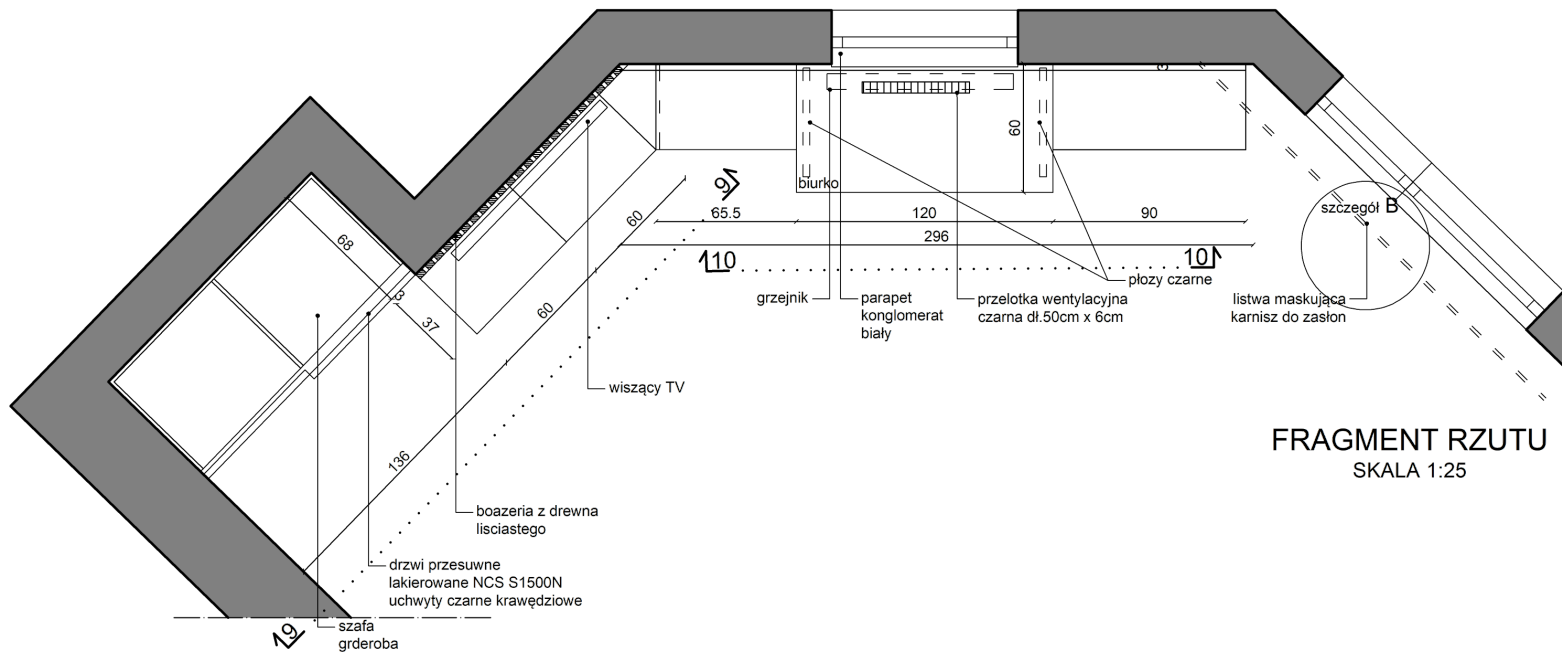 60
biurko
9
65.5
120
90
60
296
szczegół B
10
10
68
3
37
60
grzejnik
parapet
konglomerat
biały
przelotka wentylacyjna
czarna dł.50cm x 6cm
płozy czarne
listwa maskująca
karnisz do zasłon
wiszący TV
136
FRAGMENT RZUTU
SKALA 1:25
boazeria z drewna
lisciastego
drzwi przesuwne
lakierowane NCS S1500N
uchwyty czarne krawędziowe
9
szafa
grderoba